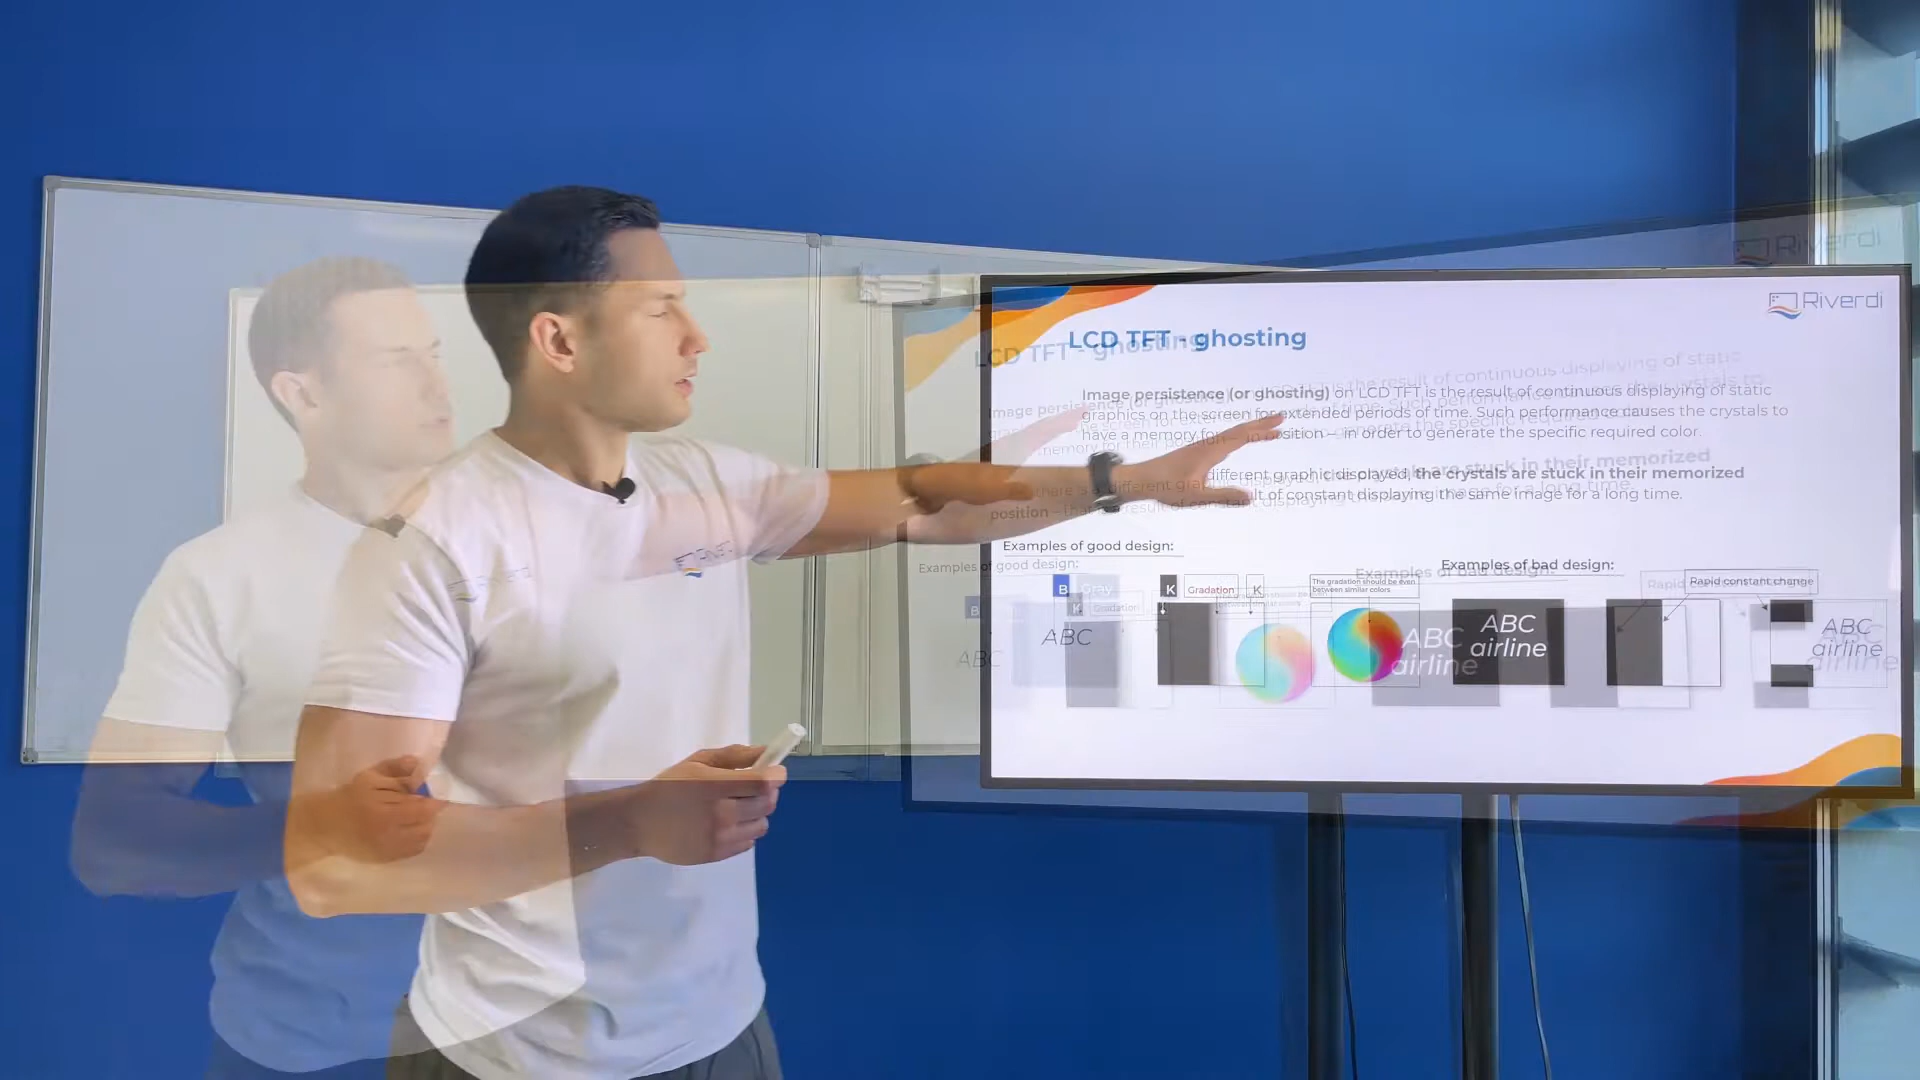 Riverdi
LCD TFT - ghosting
Image persistence (or ghosting) on LCD TFT is the result of continuous displaying of static
graphics on the screen for extended periods of time. Such performance causes the crystals to
have a memory for position – in order to generate the specific required color.
different graphic displayed, the crystals are stuck in their memorized
position – that is a result of constant displaying the same image for a long time.
Examples of good design:
Examples of bad design:
B Gray
K Gradation K
The gradation should be even
between similar colors
Rapid constant change
ABC
ABC
airline
ABC
airline
ABC
airline
Riverdi